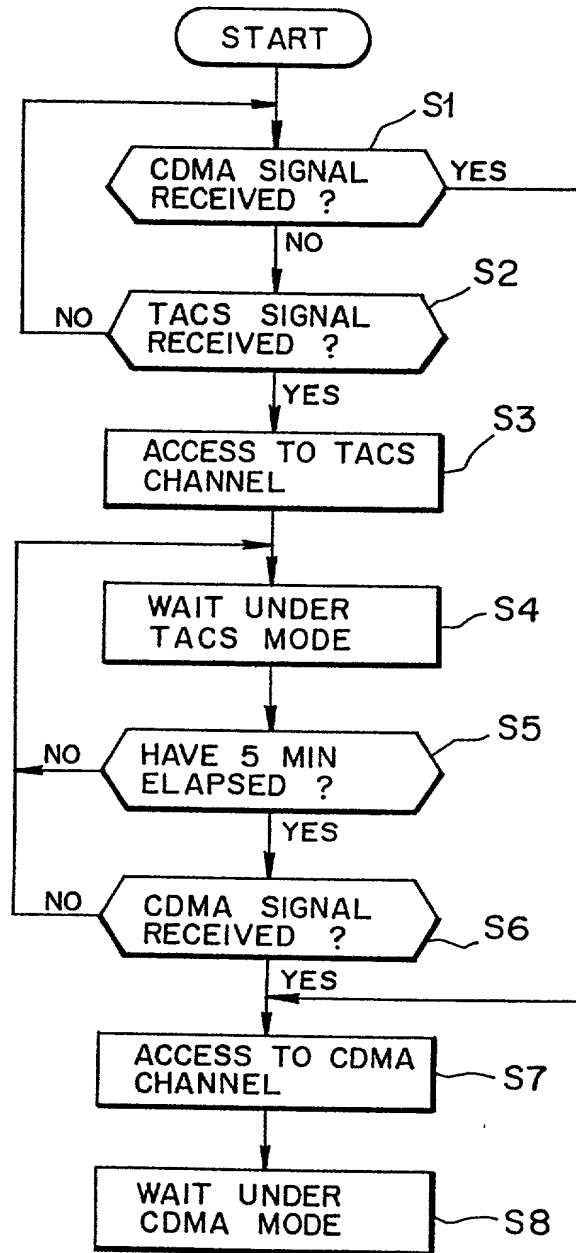 START
S1
CDMA SIGNAL
RECEIVED ?
YES
NO
S2
TACS SIGNAL
RECEIVED ?
NO
YES
S3
ACCESS TO TACS
CHANNEL
WAIT UNDER
TACS MODE
S4
S5
HAVE 5 MIN
ELAPSED ?
NO
YES
NO
CDMA SIGNAL
RECEIVED ?
S6
YES
ACCESS TO CDMA
CHANNEL
S7
WAIT UNDER
CDMA MODE
S8